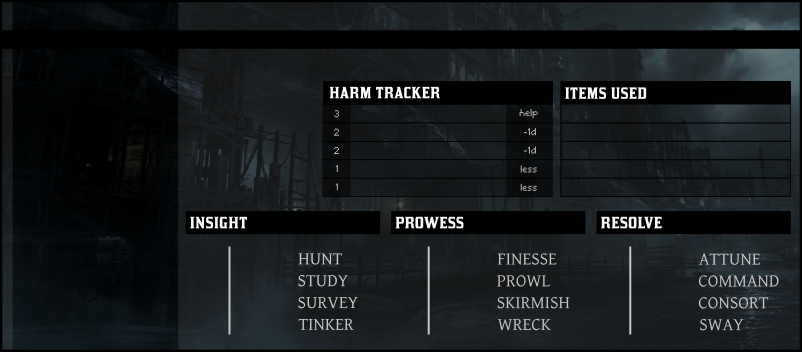 HARM TRACKER
ITEMS USED
3 help
2 -1d
2 -1d
1 less
1 less
INSIGHT
HUNT
STUDY
SURVEY
TINKER
PROWESS
FINESSE
PROWL
SKIRMISH
WRECK
RESOLVE
ATTUNE
COMMAND
CONSORT
SWAY